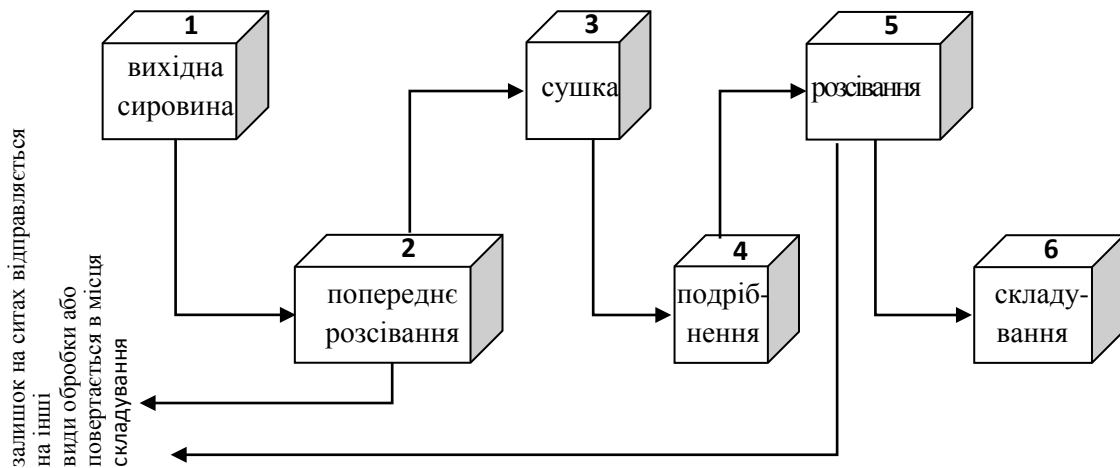 1
вихідна
сировина
2
попереднє
розсівання
3
сушка
4
подріб-
нення
5
розсівання
6
складу-
вання
залишок на ситах відправляється
на інші
види обробки або
повертається в місця
складування